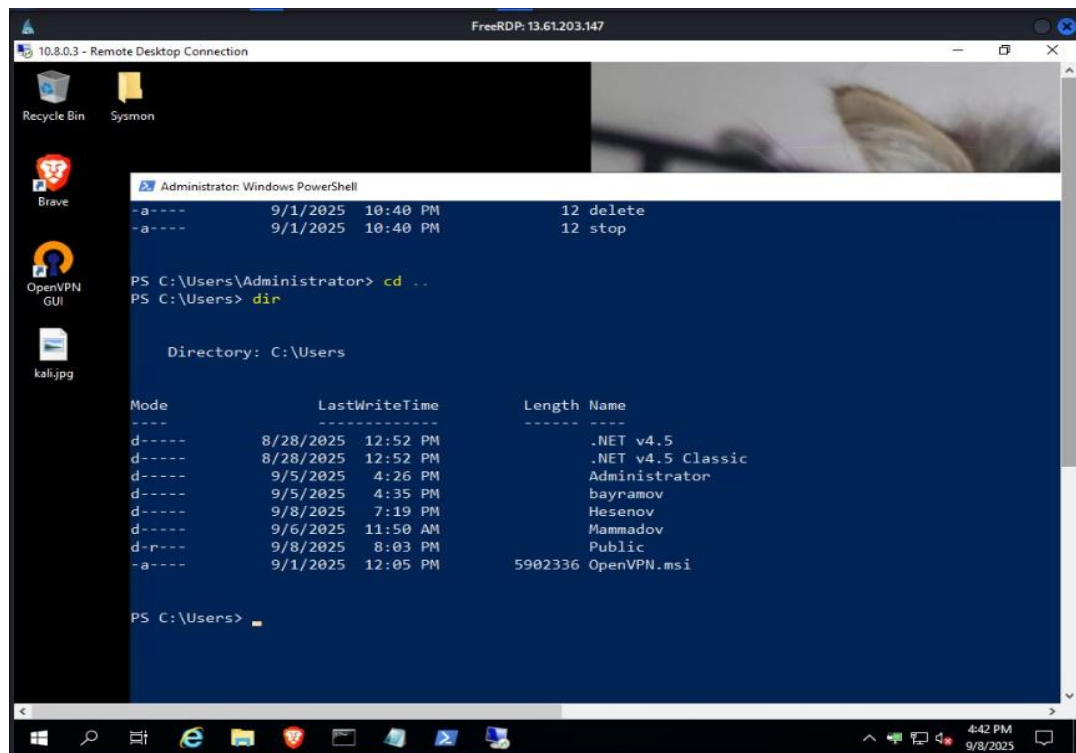 FreeRDP: 13.61.203.147
10.8.0.3 - Remote Desktop Connection
Recycle Bin
Sysmon
Brave
OpenVPN
GUI
kali.jpg
Administrator: Windows PowerShell
-a---- 9/1/2025 10:40 PM 12 delete
-a---- 9/1/2025 10:40 PM 12 stop
PS C:\Users\Administrator> cd ..
PS C:\Users> dir
Directory: C:\Users
Mode LastWriteTime Length Name
---- ------------- ------ ----
d----- 8/28/2025 12:52 PM .NET v4.5
d----- 8/28/2025 12:52 PM .NET v4.5 Classic
d----- 9/5/2025 4:26 PM Administrator
d----- 9/5/2025 4:35 PM bayramov
d----- 9/8/2025 7:19 PM Hesenov
d----- 9/6/2025 11:50 AM Mammadov
d-r--- 9/8/2025 8:03 PM Public
-a---- 9/1/2025 12:05 PM 5902336 OpenVPN.msi
PS C:\Users>
4:42 PM
9/8/2025